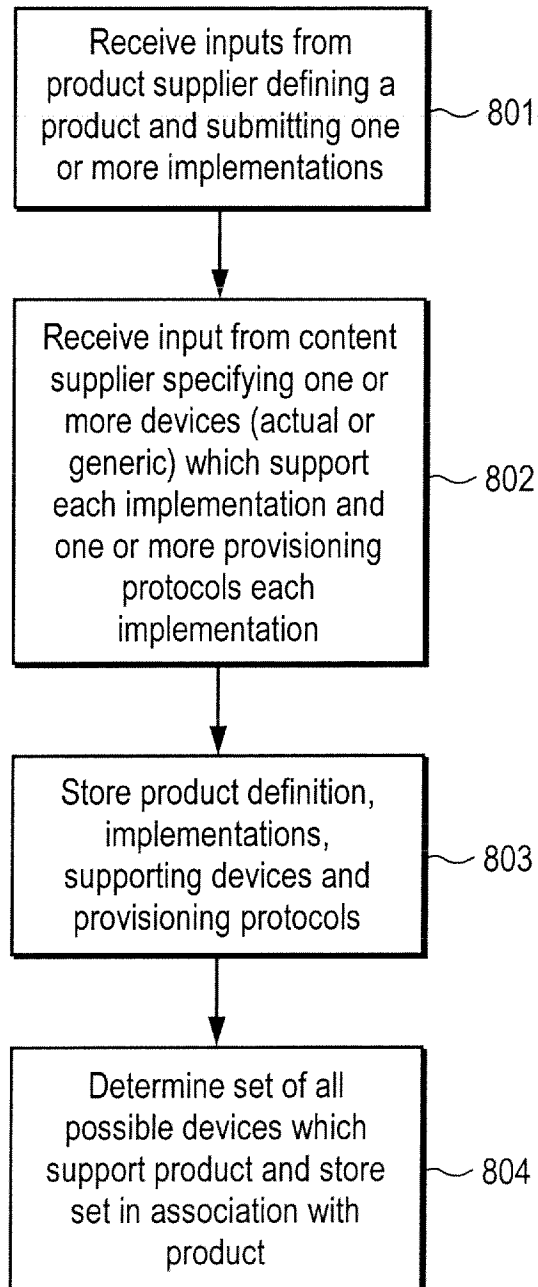 Receive inputs from
product supplier defining a
product and submitting one
or more implementations
801
Receive input from content
supplier specifying one or
more devices (actual or
generic) which support
each implementation and
one or more provisioning
protocols each
implementation
802
Store product definition,
implementations,
supporting devices and
provisioning protocols
803
Determine set of all
possible devices which
support product and store
set in association with
product
804